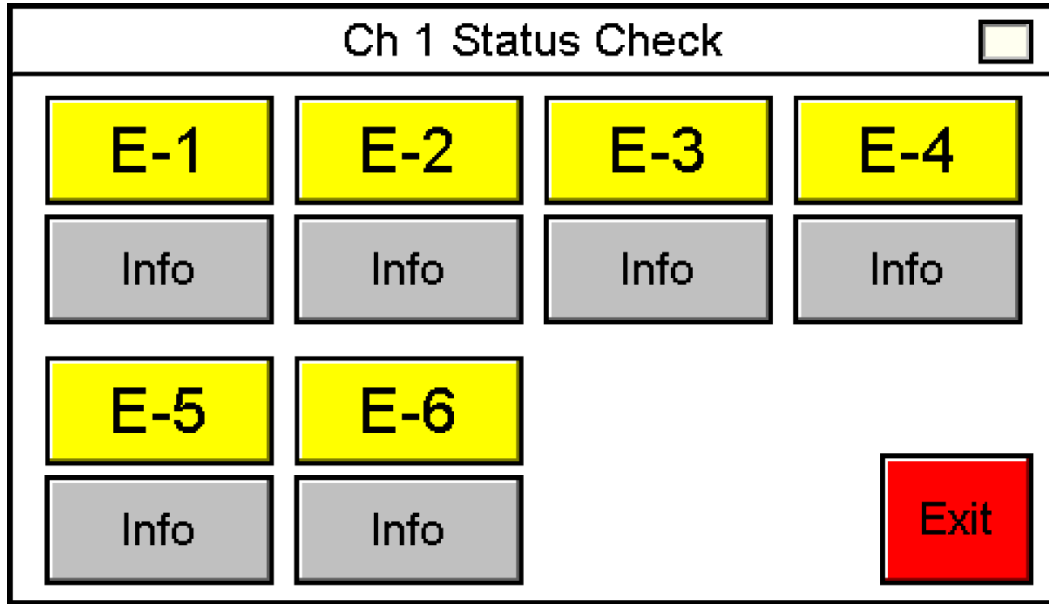 Ch 1 Status Check
E-1 E-2 E-3 E-4
Info Info Info Info
E-5 E-6
Info Info Exit